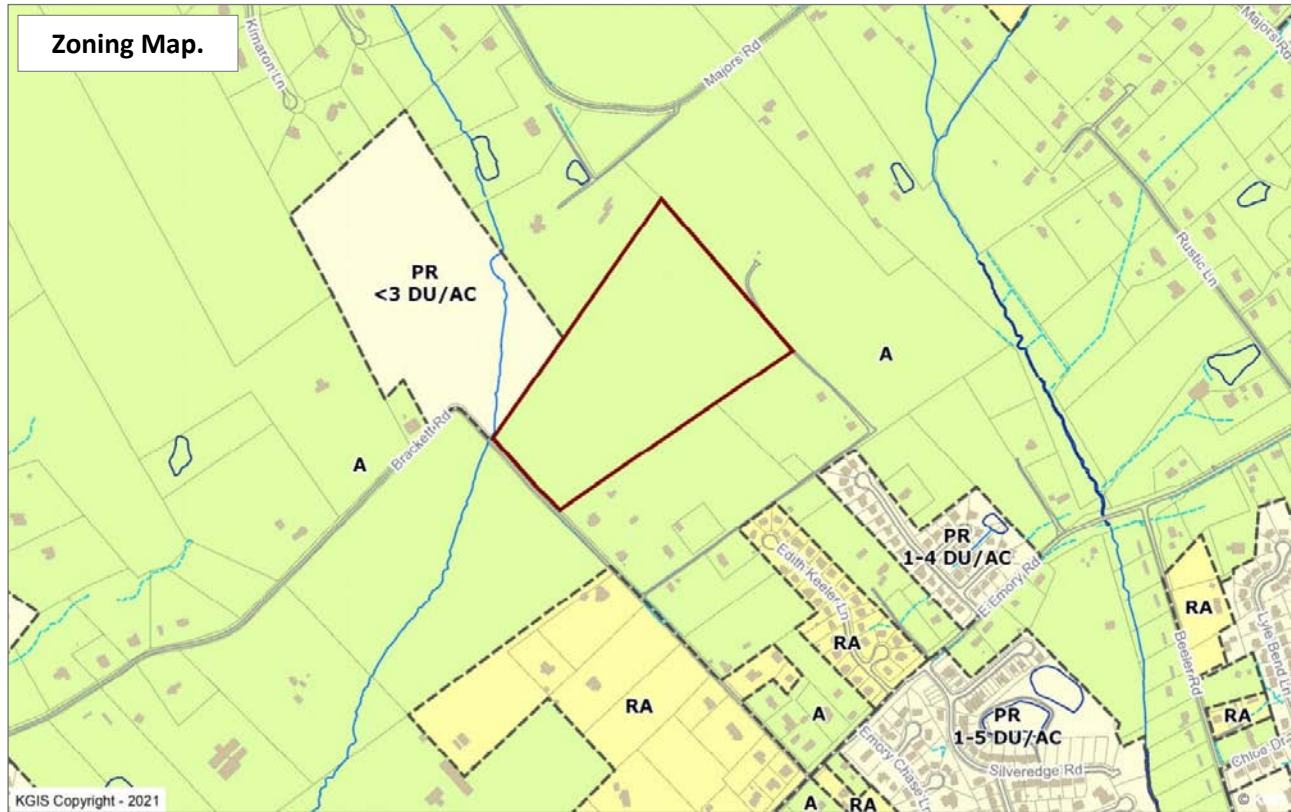 Zoning Map.
Kimaron Ln
Majors Rd
Majors Rd
PR
<3 DU/AC
Rustic Ln
A
Brackett Rd
A
PR
1-4 DU/AC
E Emory Rd
Edith Keeler Ln
RA
RA
Beeler Rd
Lyle Bend Ln
RA
A
PR
1-5 DU/AC
RA
Chloe Dr
Emory Chase Ln
Silveredge Rd
A
RA
KGIS Copyright - 2021